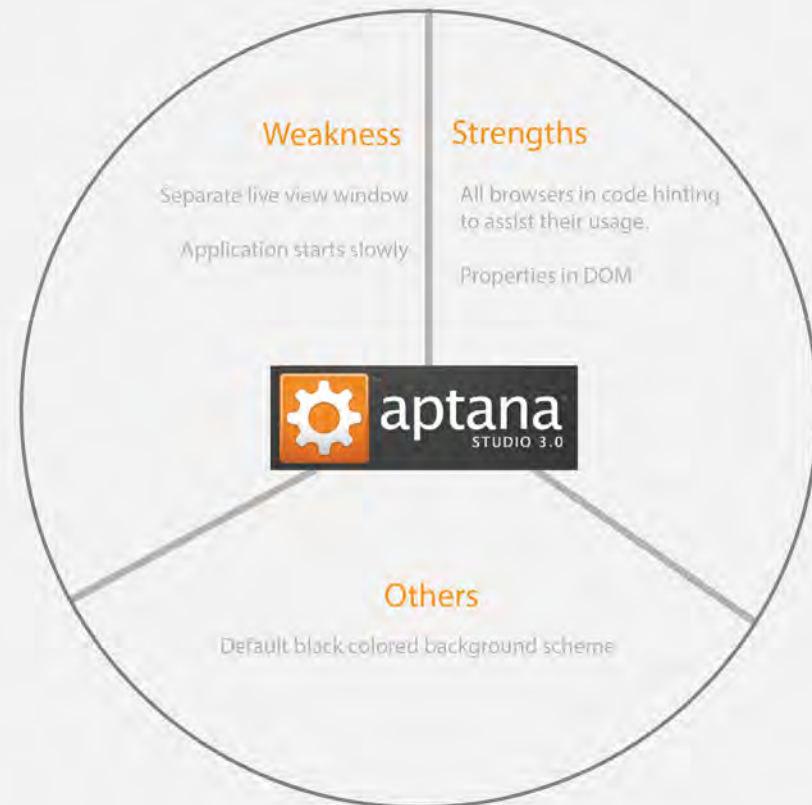 Weakness
Separate live view window
Application starts slowly
Strengths
All browsers in code hinting
to assist their usage.
Properties in DOM
aptana
STUDIO 3.0
Others
Default black colored background scheme